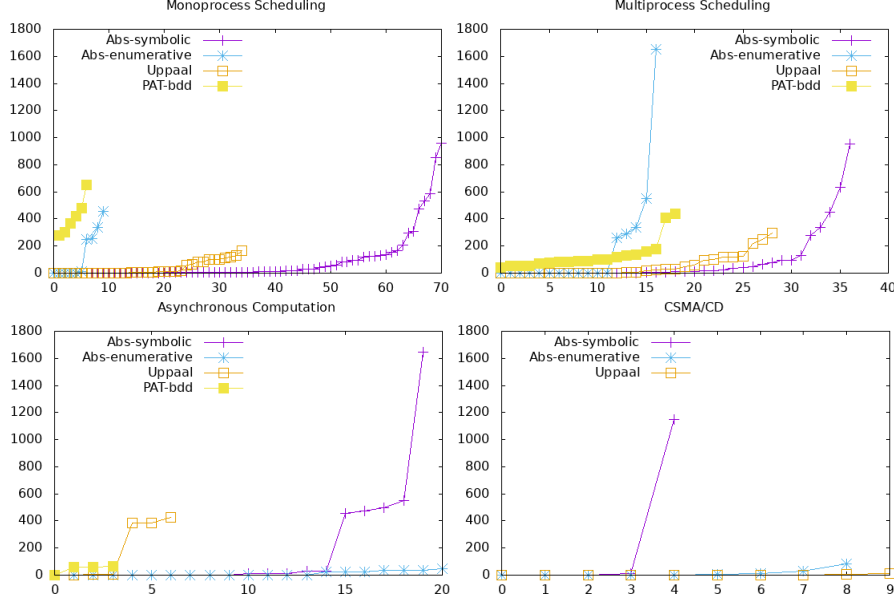 Monoprocess Scheduling
1800
1600
1400
1200
1000
800
600
400
200
0
0 10 20 30 40 50 60 70
Abs-symbolic
Abs-enumerative
Uppaal
PAT-bdd
Multiprocess Scheduling
1800
1600
1400
1200
1000
800
600
400
200
0
0 5 10 15 20 25 30 35 40
Abs-symbolic
Abs-enumerative
Uppaal
PAT-bdd
Asynchronous Computation
1800
1600
1400
1200
1000
800
600
400
200
0
0 5 10 15 20
Abs-symbolic
Abs-enumerative
Uppaal
PAT-bdd
CSMA/CD
1800
1600
1400
1200
1000
800
600
400
200
0
0 1 2 3 4 5 6 7 8 9
Abs-symbolic
Abs-enumerative
Uppaal